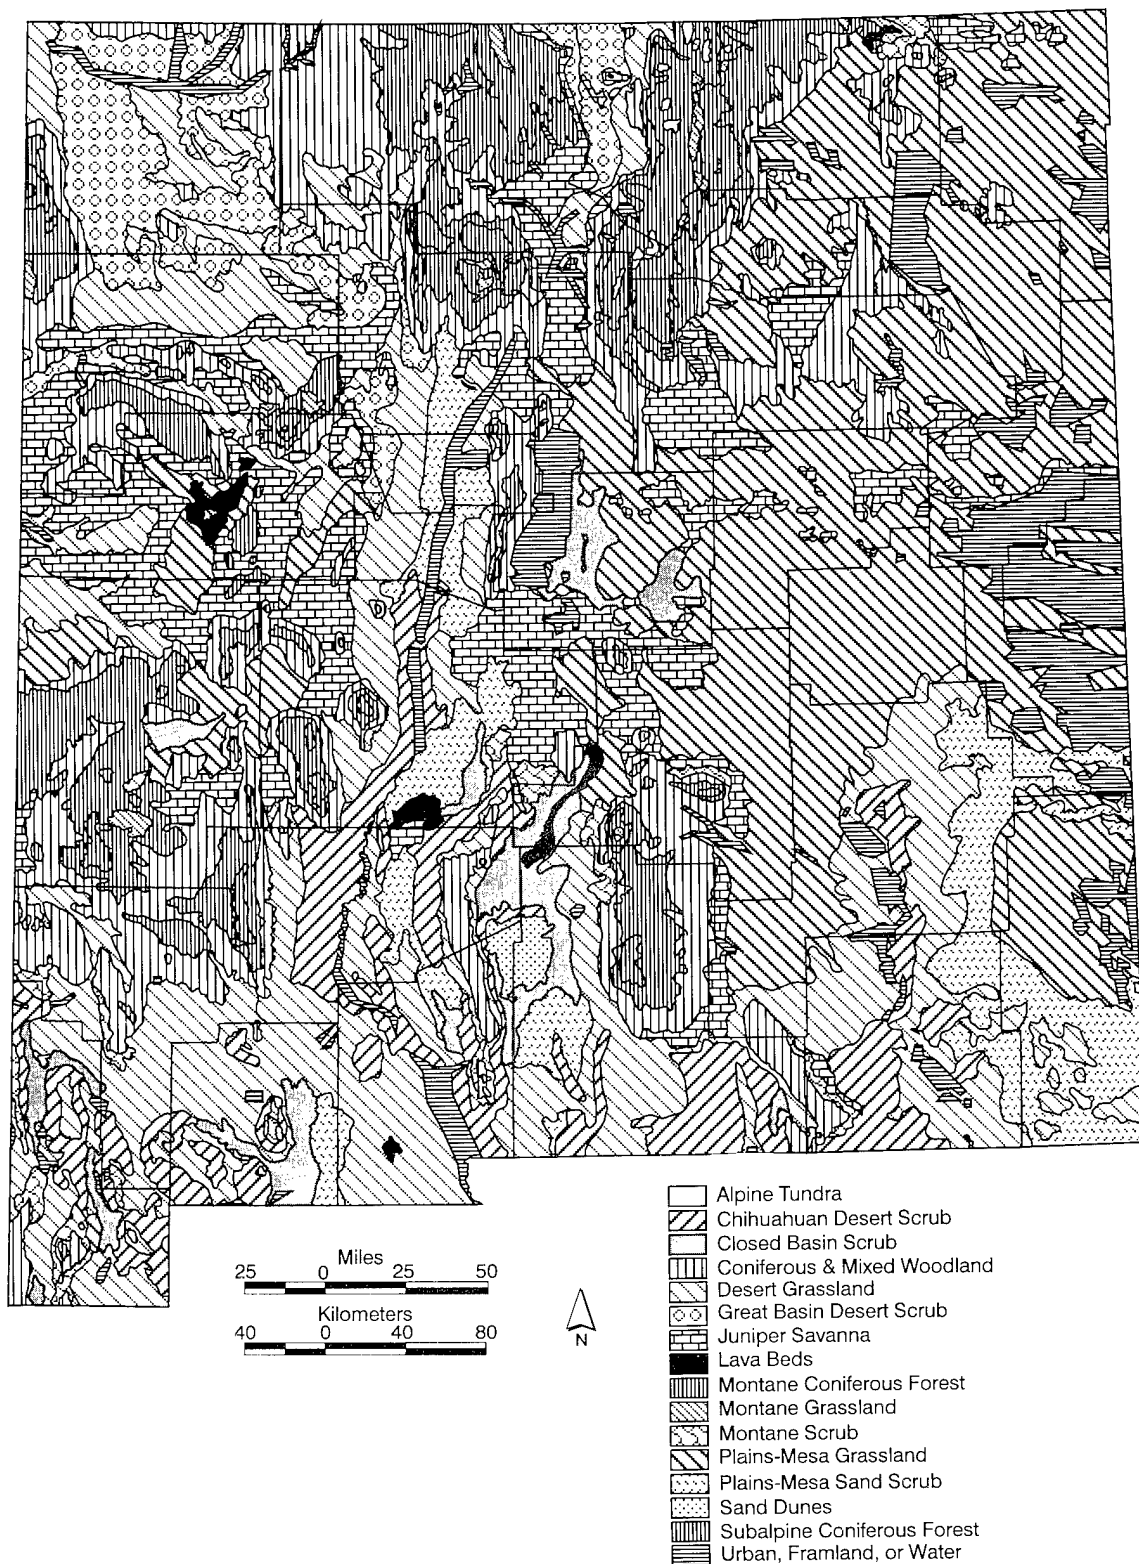 Miles
25 0 25 50
Kilometers
40 0 40 80
N
Alpine Tundra
Chihuahuan Desert Scrub
Closed Basin Scrub
Coniferous & Mixed Woodland
Desert Grassland
Great Basin Desert Scrub
Juniper Savanna
Lava Beds
Montane Coniferous Forest
Montane Grassland
Montane Scrub
Plains-Mesa Grassland
Plains-Mesa Sand Scrub
Sand Dunes
Subalpine Coniferous Forest
Urban, Framland, or Water